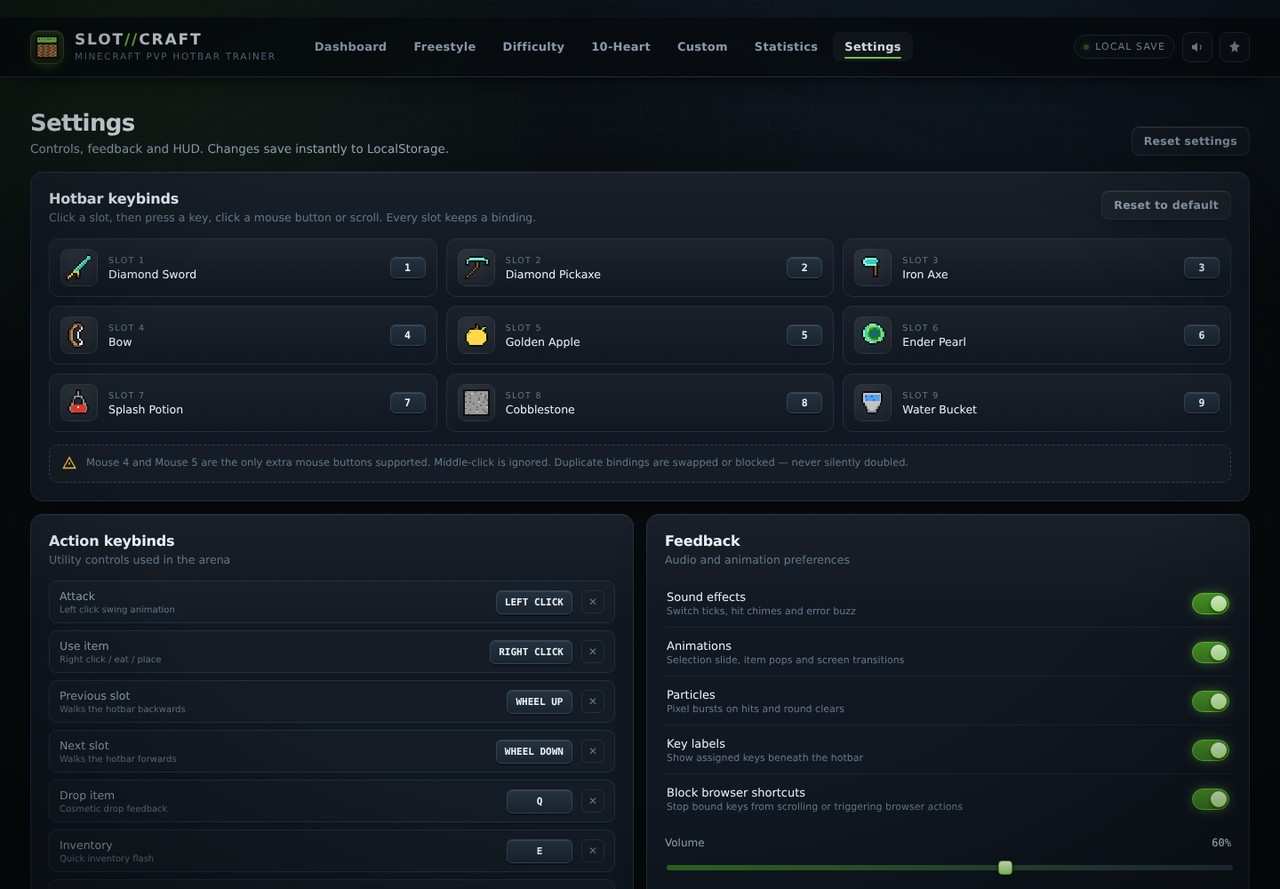 SLOT//CRAFT
MINECRAFT PVP HOTBAR TRAINER
Dashboard
Freestyle
Difficulty
10-Heart
Custom
Statistics
Settings
LOCAL SAVE
Settings
Controls, feedback and HUD. Changes save instantly to LocalStorage.
Reset settings
Hotbar keybinds
Click a slot, then press a key, click a mouse button or scroll. Every slot keeps a binding.
Reset to default
SLOT 1
Diamond Sword
1
SLOT 2
Diamond Pickaxe
2
SLOT 3
Iron Axe
3
SLOT 4
Bow
4
SLOT 5
Golden Apple
5
SLOT 6
Ender Pearl
6
SLOT 7
Splash Potion
7
SLOT 8
Cobblestone
8
SLOT 9
Water Bucket
9
Mouse 4 and Mouse 5 are the only extra mouse buttons supported. Middle-click is ignored. Duplicate bindings are swapped or blocked — never silently doubled.
Action keybinds
Utility controls used in the arena
Attack
Left click swing animation
LEFT CLICK
×
Use item
Right click / eat / place
RIGHT CLICK
×
Previous slot
Walks the hotbar backwards
WHEEL UP
×
Next slot
Walks the hotbar forwards
WHEEL DOWN
×
Drop item
Cosmetic drop feedback
Q
×
Inventory
Quick inventory flash
E
×
Feedback
Audio and animation preferences
Sound effects
Switch ticks, hit chimes and error buzz
Animations
Selection slide, item pops and screen transitions
Particles
Pixel bursts on hits and round clears
Key labels
Show assigned keys beneath the hotbar
Block browser shortcuts
Stop bound keys from scrolling or triggering browser actions
Volume
60%